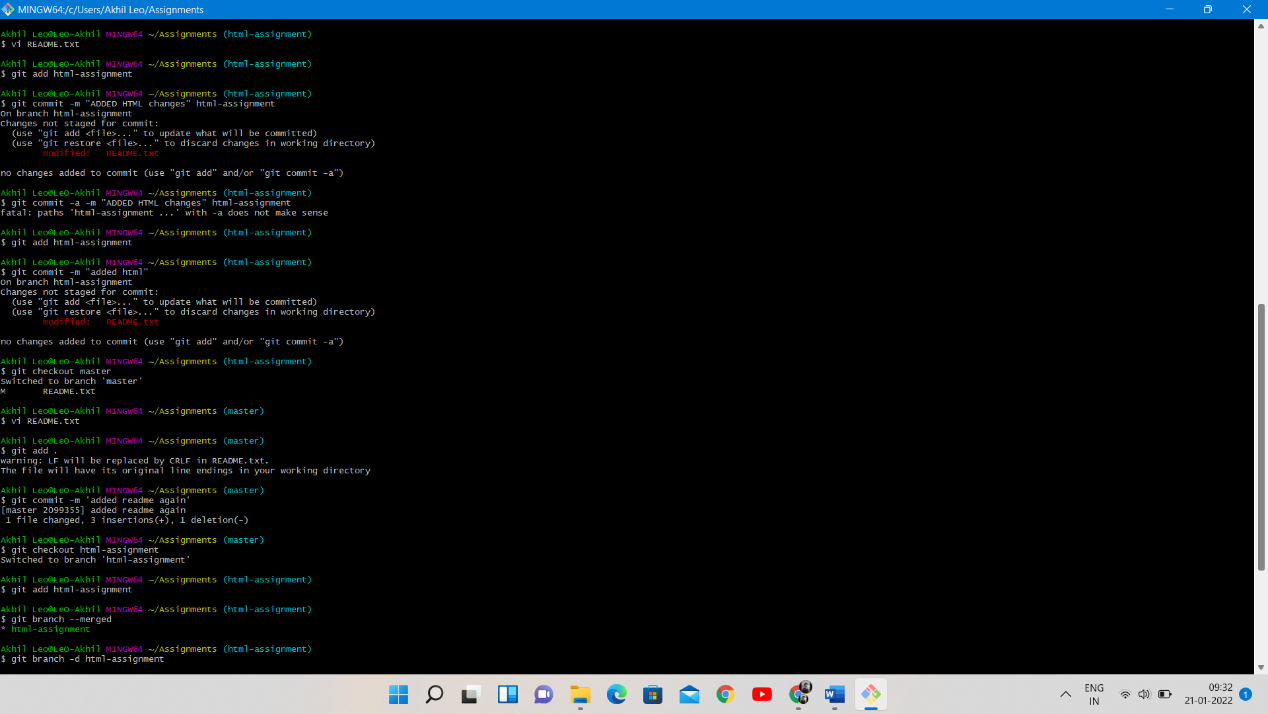 MINGW64:/c/Users/Akhil Leo/Assignments
Akhil Leo@LeO-Akhil MINGW64 ~/Assignments (html-assignment)
$ vi README.txt
Akhil Leo@LeO-Akhil MINGW64 ~/Assignments (html-assignment)
$ git add html-assignment
Akhil Leo@LeO-Akhil MINGW64 ~/Assignments (html-assignment)
$ git commit -m "ADDED HTML changes" html-assignment
On branch html-assignment
Changes not staged for commit:
  (use "git add <file>..." to update what will be committed)
  (use "git restore <file>..." to discard changes in working directory)
        modified:   README.txt
no changes added to commit (use "git add" and/or "git commit -a")
Akhil Leo@LeO-Akhil MINGW64 ~/Assignments (html-assignment)
$ git commit -a -m "ADDED HTML changes" html-assignment
fatal: paths 'html-assignment ...' with -a does not make sense
Akhil Leo@LeO-Akhil MINGW64 ~/Assignments (html-assignment)
$ git add html-assignment
Akhil Leo@LeO-Akhil MINGW64 ~/Assignments (html-assignment)
$ git commit -m "added html"
On branch html-assignment
Changes not staged for commit:
  (use "git add <file>..." to update what will be committed)
  (use "git restore <file>..." to discard changes in working directory)
        modified:   README.txt
no changes added to commit (use "git add" and/or "git commit -a")
Akhil Leo@LeO-Akhil MINGW64 ~/Assignments (html-assignment)
$ git checkout master
Switched to branch 'master'
M       README.txt
Akhil Leo@LeO-Akhil MINGW64 ~/Assignments (master)
$ vi README.txt
Akhil Leo@LeO-Akhil MINGW64 ~/Assignments (master)
$ git add .
warning: LF will be replaced by CRLF in README.txt.
The file will have its original line endings in your working directory
Akhil Leo@LeO-Akhil MINGW64 ~/Assignments (master)
$ git commit -m 'added readme again'
[master 2099355] added readme again
 1 file changed, 3 insertions(+), 1 deletion(-)
Akhil Leo@LeO-Akhil MINGW64 ~/Assignments (master)
$ git checkout html-assignment
Switched to branch 'html-assignment'
Akhil Leo@LeO-Akhil MINGW64 ~/Assignments (html-assignment)
$ git add html-assignment
Akhil Leo@LeO-Akhil MINGW64 ~/Assignments (html-assignment)
$ git branch --merged
* html-assignment
Akhil Leo@LeO-Akhil MINGW64 ~/Assignments (html-assignment)
$ git branch -d html-assignment
ENG
IN
09:32
21-01-2022
1